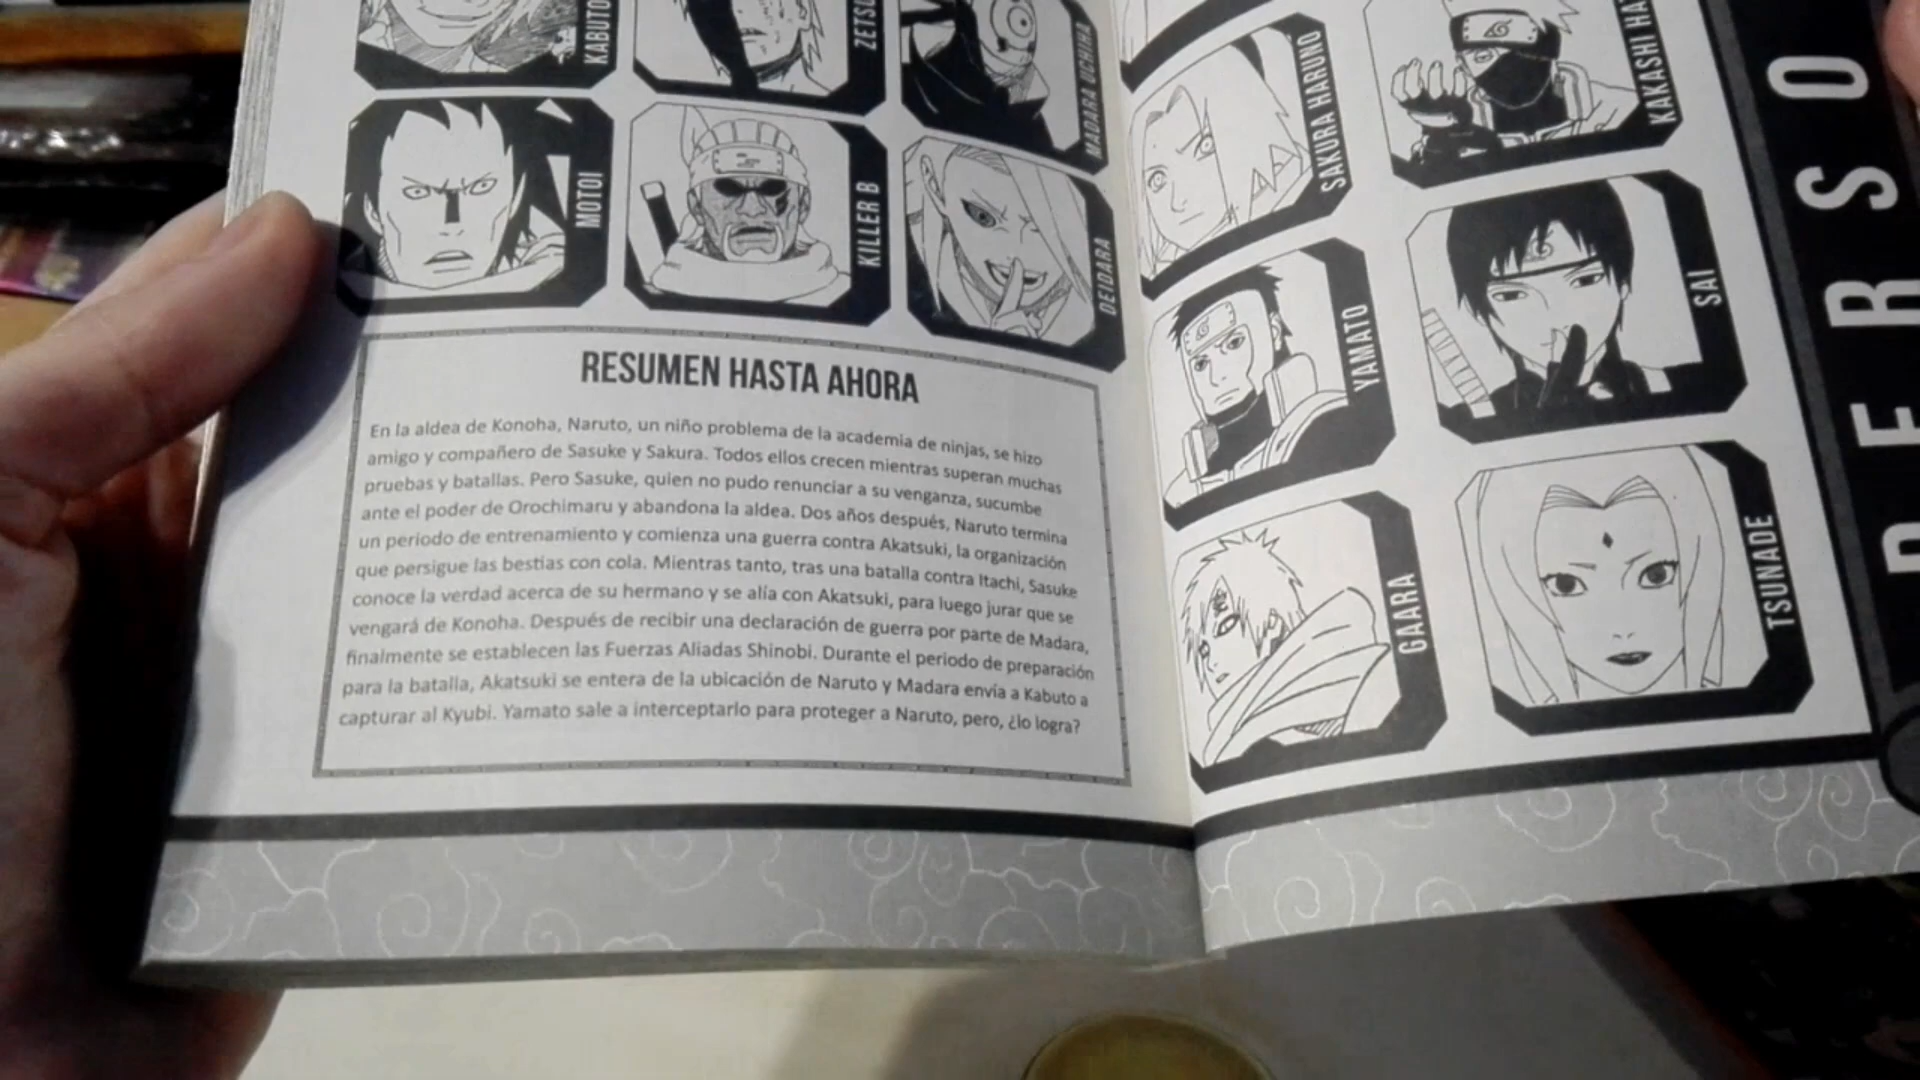 KABUTO
MADARA UCHIHA
MOTOI
KILLER B
DEIDARA
RESUMEN HASTA AHORA
En la aldea de Konoha, Naruto, un niño problema de la academia de ninjas, se hizo
amigo y compañero de Sasuke y Sakura. Todos ellos crecen mientras superan muchas
pruebas y batallas. Pero Sasuke, quien no pudo renunciar a su venganza, sucumbe
ante el poder de Orochimaru y abandona la aldea. Dos años después, Naruto termina
un periodo de entrenamiento y comienza una guerra contra Akatsuki, la organización
que persigue las bestias con cola. Mientras tanto, tras una batalla contra Itachi, Sasuke
conoce la verdad acerca de su hermano y se alía con Akatsuki, para luego jurar que se
vengará de Konoha. Después de recibir una declaración de guerra por parte de Madara,
finalmente se establecen las Fuerzas Aliadas Shinobi. Durante el periodo de preparación
para la batalla, Akatsuki se entera de la ubicación de Naruto y Madara envía a Kabuto a
capturar al Kyubi. Yamato sale a interceptarlo para proteger a Naruto, pero, ¿lo logra?
SAKURA HARUNO
KAKASHI
YAMATO
SAI
GAARA
TSUNADE
PERSO